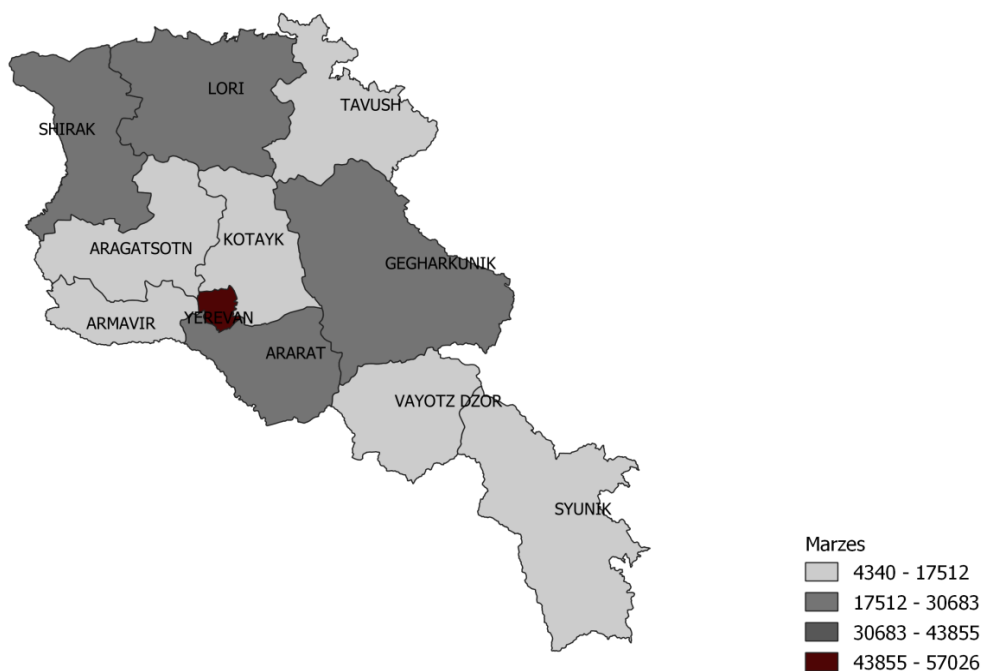 LORI
TAVUSH
SHIRAK
ARAGATSOTN
KOTAYK
GEGHARKUNIK
ARMAVIR
YEREVAN
ARARAT
VAYOTZ DZOR
SYUNIK
Marzes
4340 - 17512
17512 - 30683
30683 - 43855
43855 - 57026